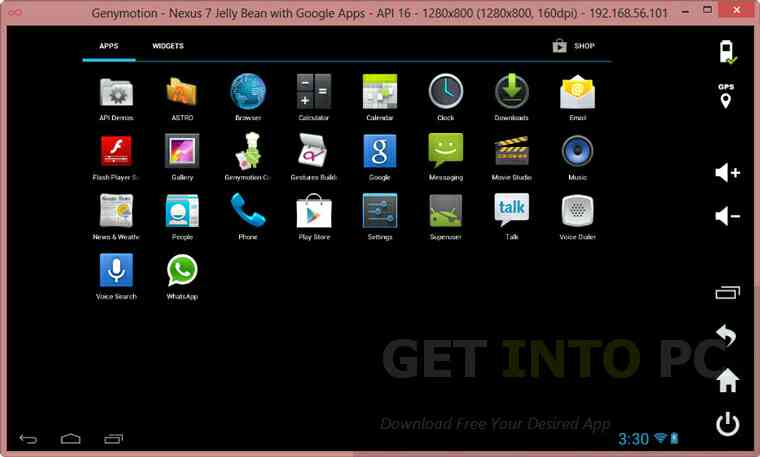 Genymotion - Nexus 7 Jelly Bean with Google Apps - API 16 - 1280x800 (1280x800, 160dpi) - 192.168.56.101
APPS WIDGETS SHOP
GPS
API Demos ASTRO Browser Calculator Calendar Clock Downloads Email
Flash Player S Gallery Genymotion C Gestures Build Google Messaging Movie Studio Music
talk
News & Weathe People Phone Play Store Settings Superuser Talk Voice Dialer
Voice Search WhatsApp
GET INTO PC
Download Free Your Desired App
3:30